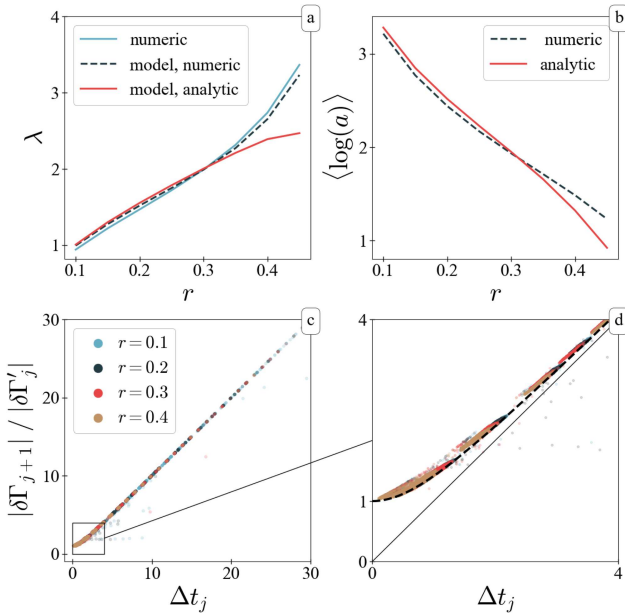 a
numeric
model, numeric
model, analytic
4
3
2
1
λ
0.1
0.2
0.3
0.4
r
b
numeric
analytic
3
2
1
⟨log(a)⟩
0.1
0.2
0.3
0.4
r
c
r = 0.1
r = 0.2
r = 0.3
r = 0.4
30
20
10
0
|δΓj+1| / |δΓ′j|
0
10
20
30
Δtj
d
4
1
0
0
4
Δtj